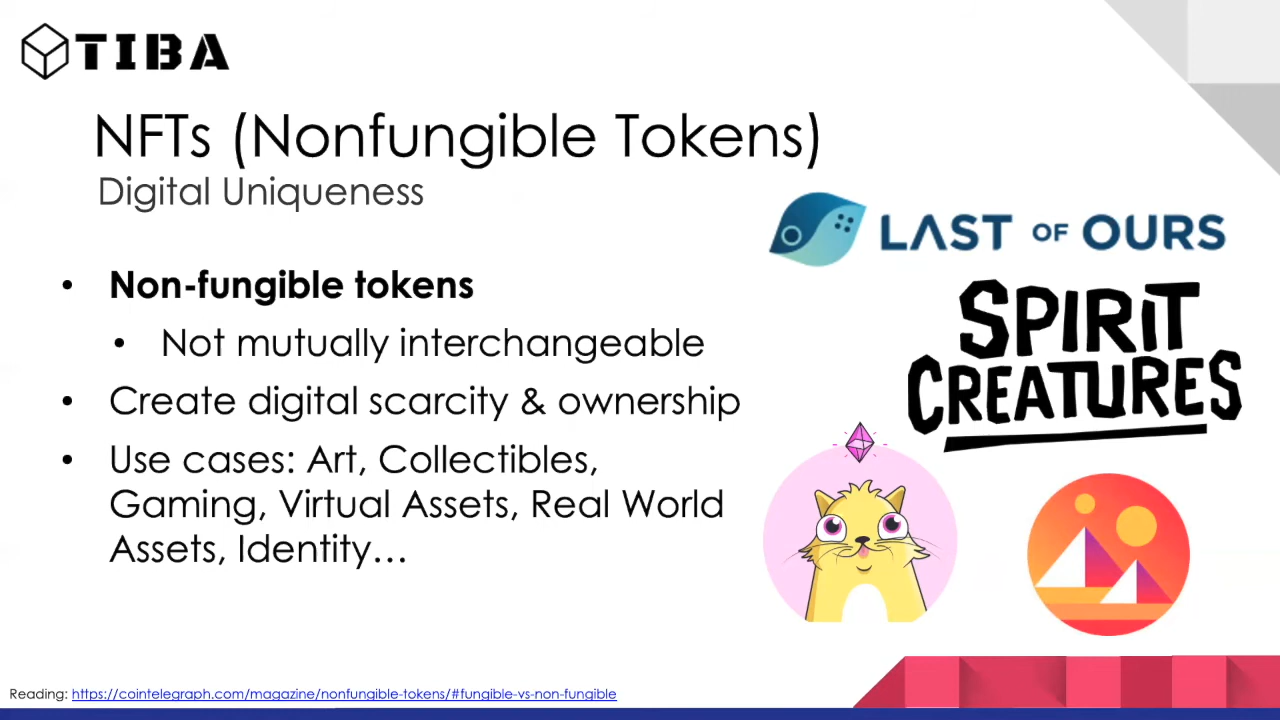 TIBA
NFTs (Nonfungible Tokens)
Digital Uniqueness
LAST OF OURS
• Non-fungible tokens
• Not mutually interchangeable
• Create digital scarcity & ownership
• Use cases: Art, Collectibles,
Gaming, Virtual Assets, Real World
Assets, Identity...
SPIRIT
CREATURES
Reading: https://cointelegraph.com/magazine/nonfungible-tokens/#fungible-vs-non-fungible